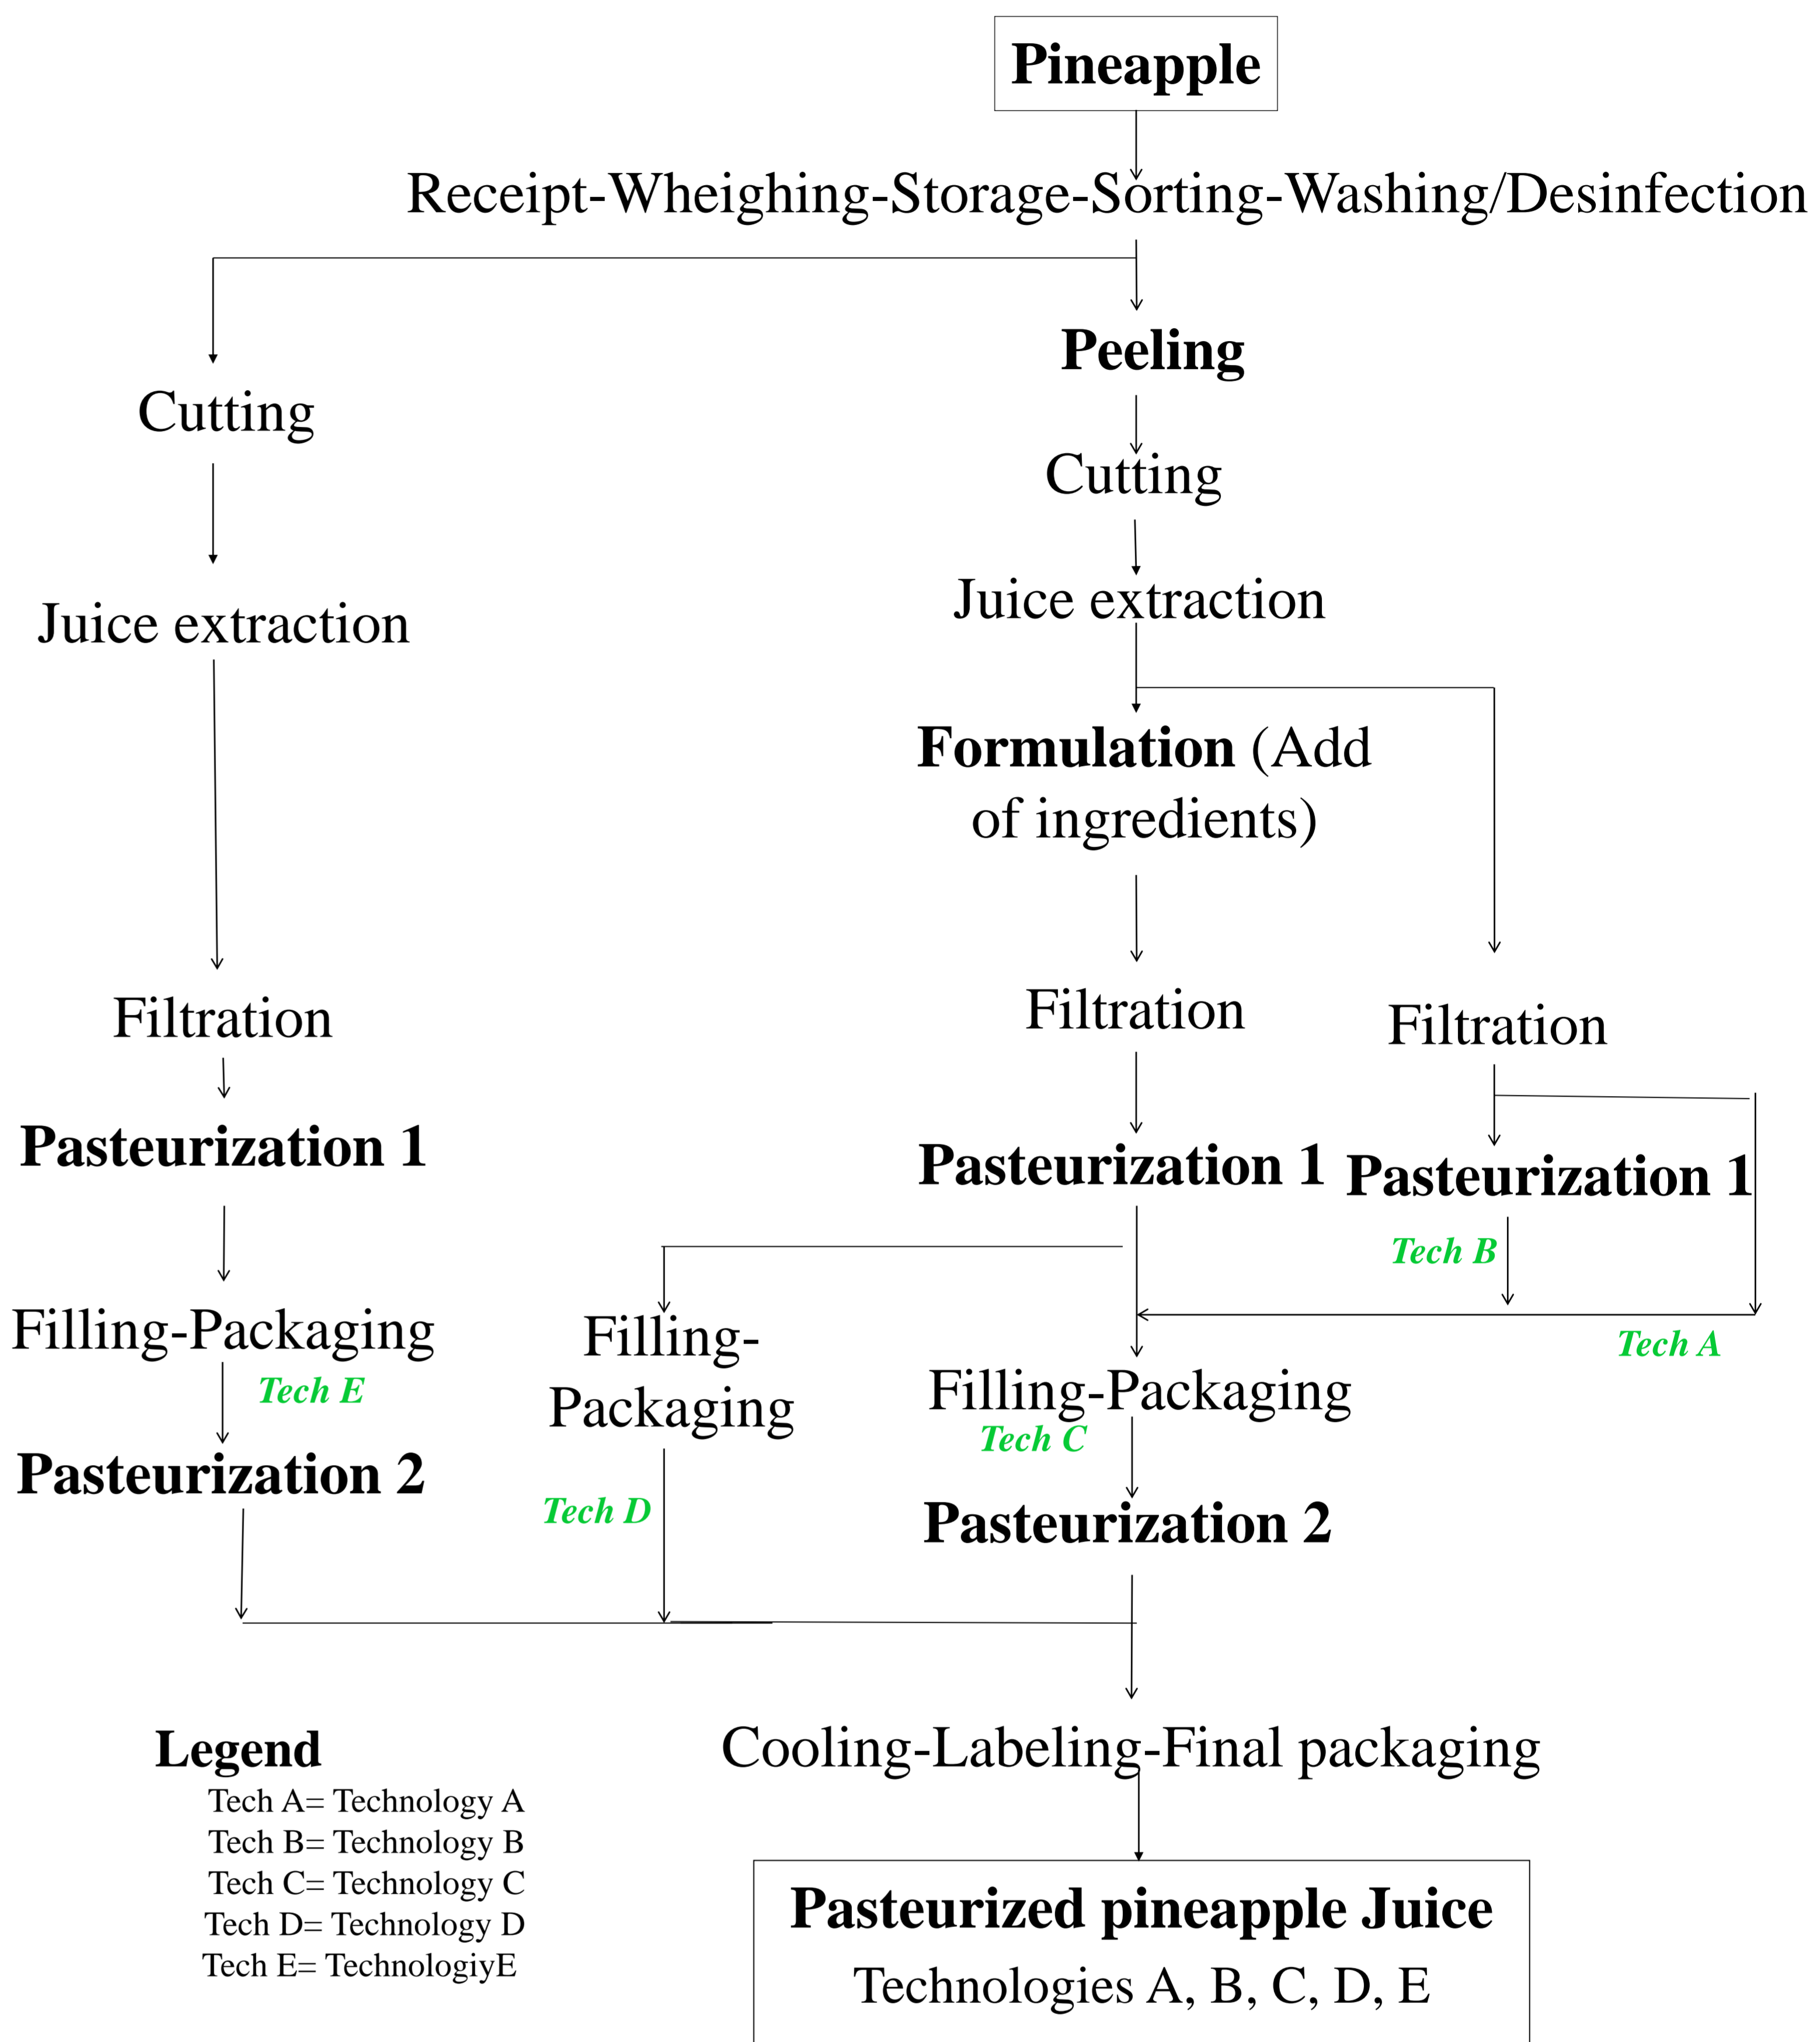 Pineapple
Receipt-Wheighing-Storage-Sorting-Washing/Desinfection
Peeling
Cutting
Cutting
Juice extraction
Juice extraction
Formulation (Add
of ingredients)
Filtration
Filtration
Filtration
Pasteurization 1
Pasteurization 1
Pasteurization 1
Tech B
Filling-Packaging
Filling-
Packaging
Tech A
Filling-Packaging
Tech E
Tech C
Pasteurization 2
Tech D
Pasteurization 2
Cooling-Labeling-Final packaging
Legend
Tech A= Technology A
Tech B= Technology B
Tech C= Technology C
Tech D= Technology D
Tech E= TechnologiyE
Pasteurized pineapple Juice
Technologies A, B, C, D, E